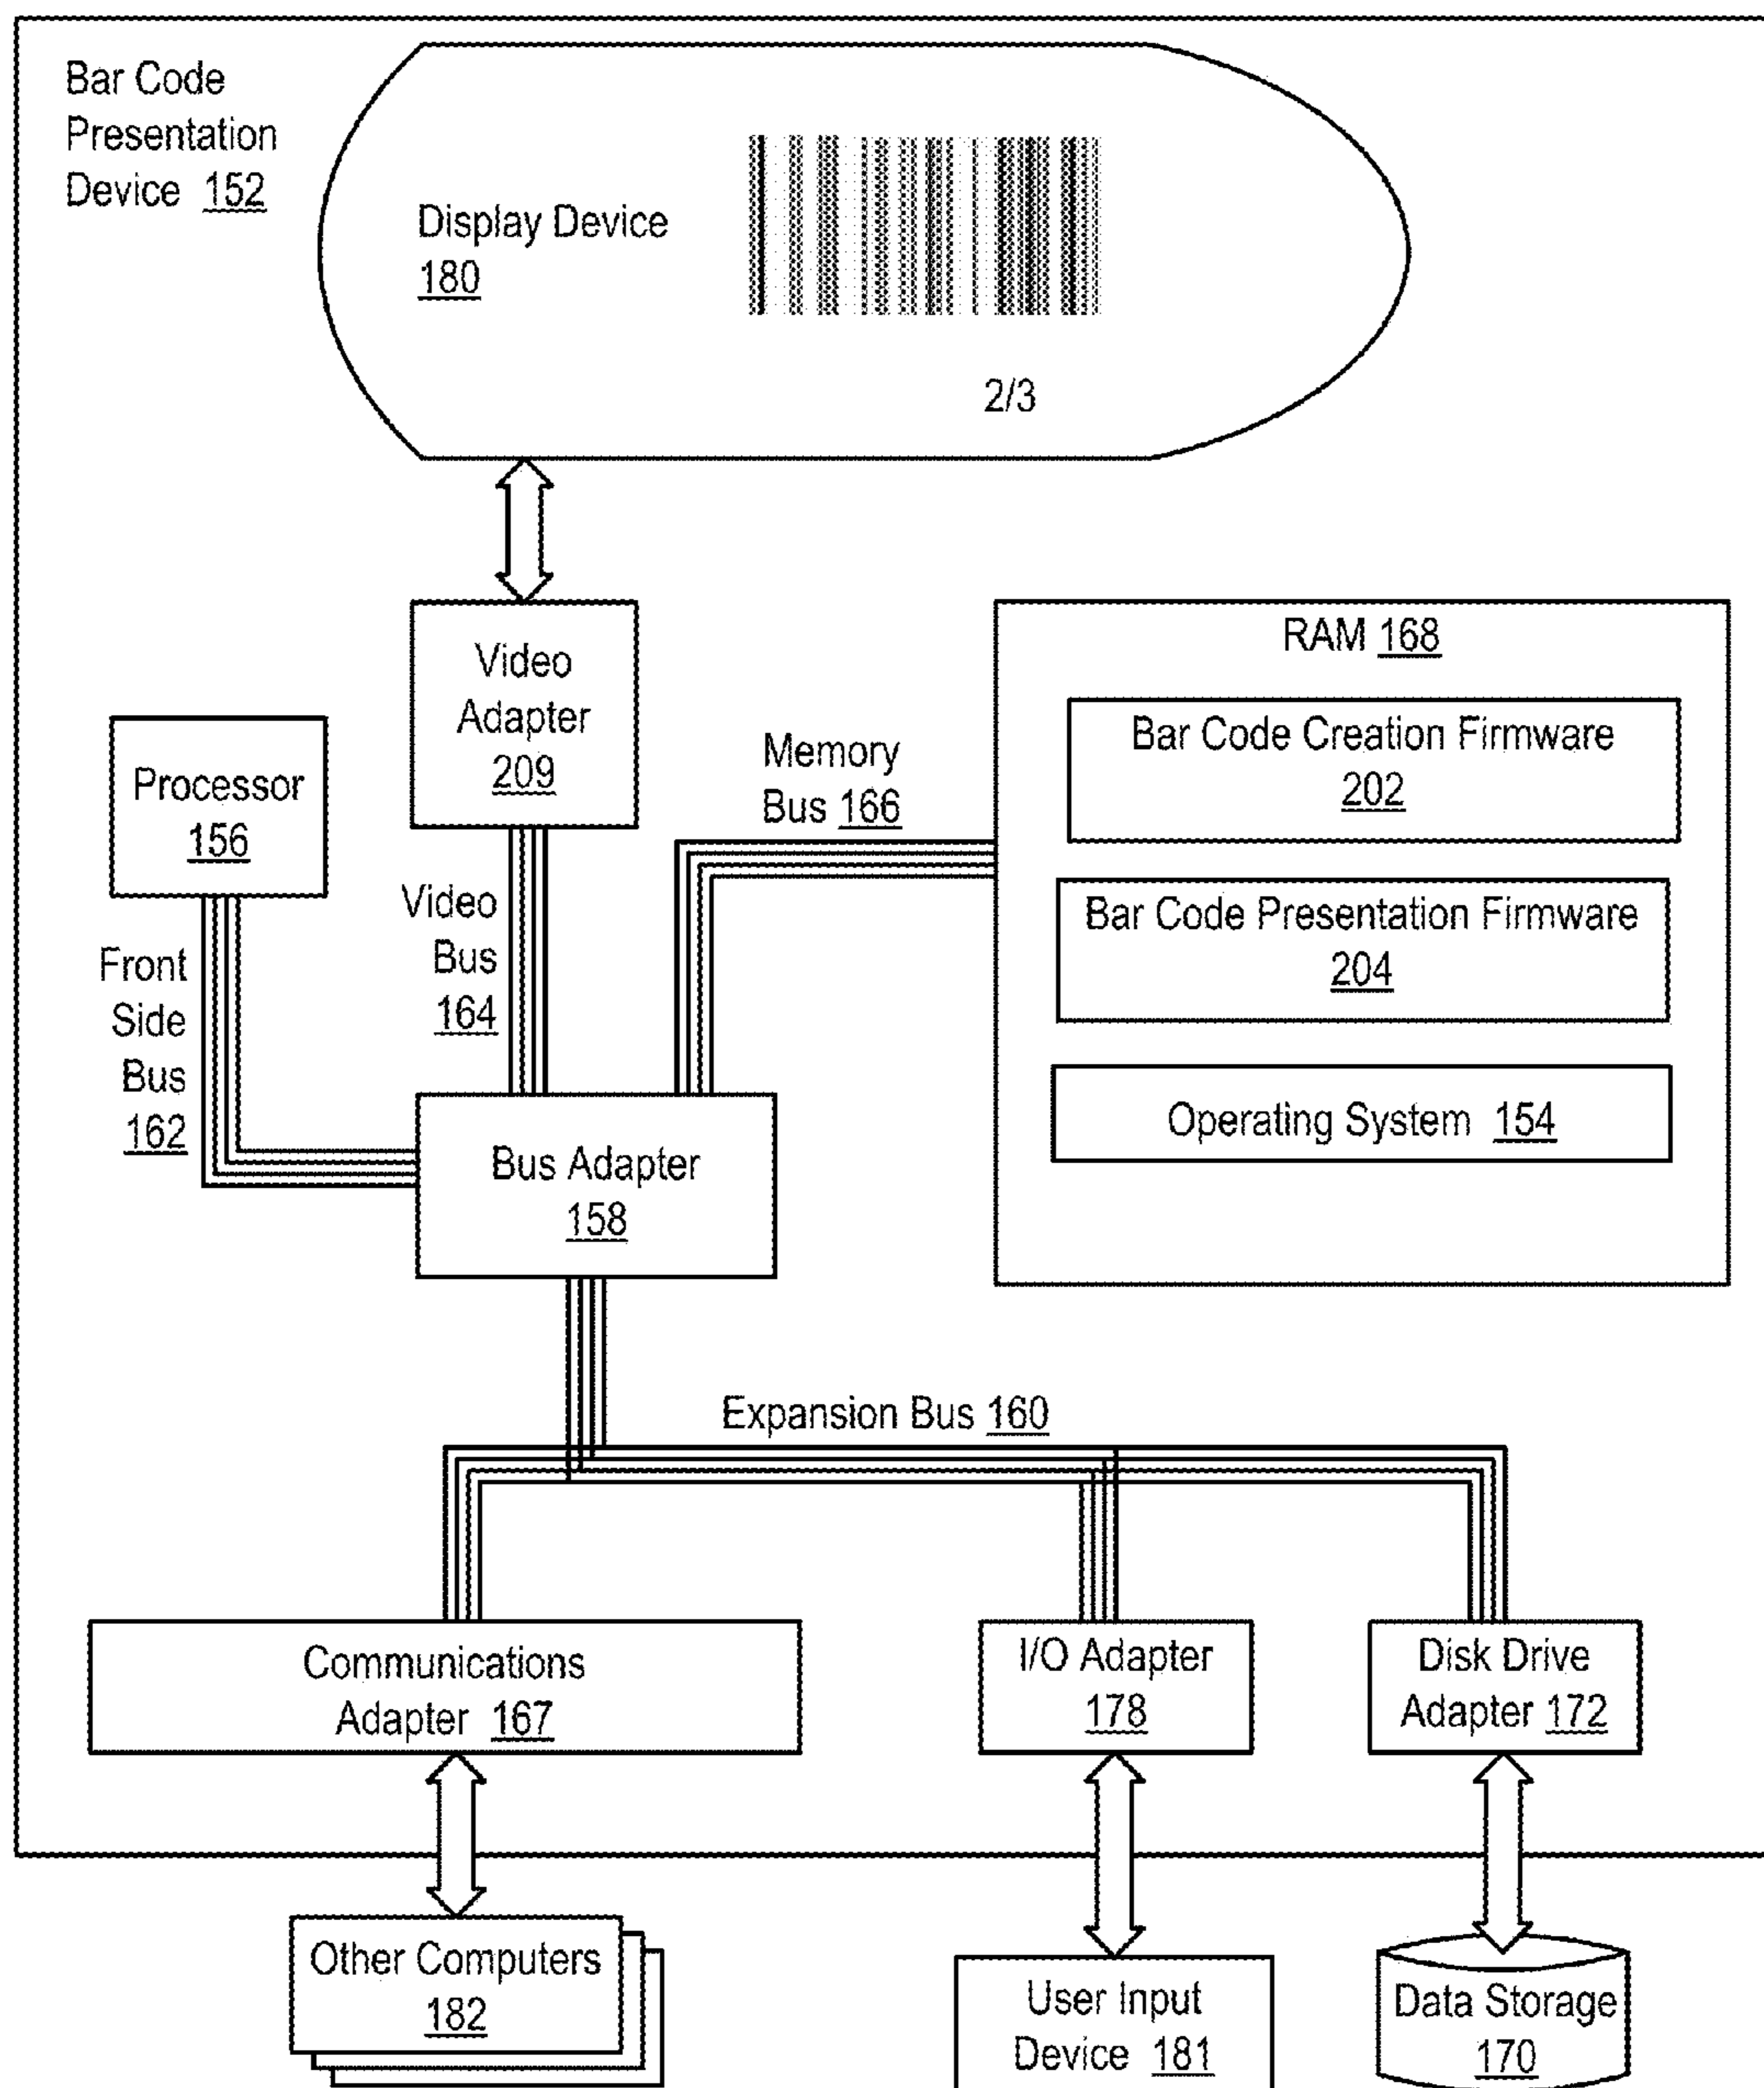 Bar Code
Presentation
Device 152
Display Device
180
2/3
Video
Adapter
209
RAM 168
Bar Code Creation Firmware
202
Bar Code Presentation Firmware
204
Operating System 154
Processor
156
Memory
Bus 166
Video
Bus
164
Front
Side
Bus
162
Bus Adapter
158
Expansion Bus 160
Communications
Adapter 167
I/O Adapter
178
Disk Drive
Adapter 172
Other Computers
182
User Input
Device 181
Data Storage
170